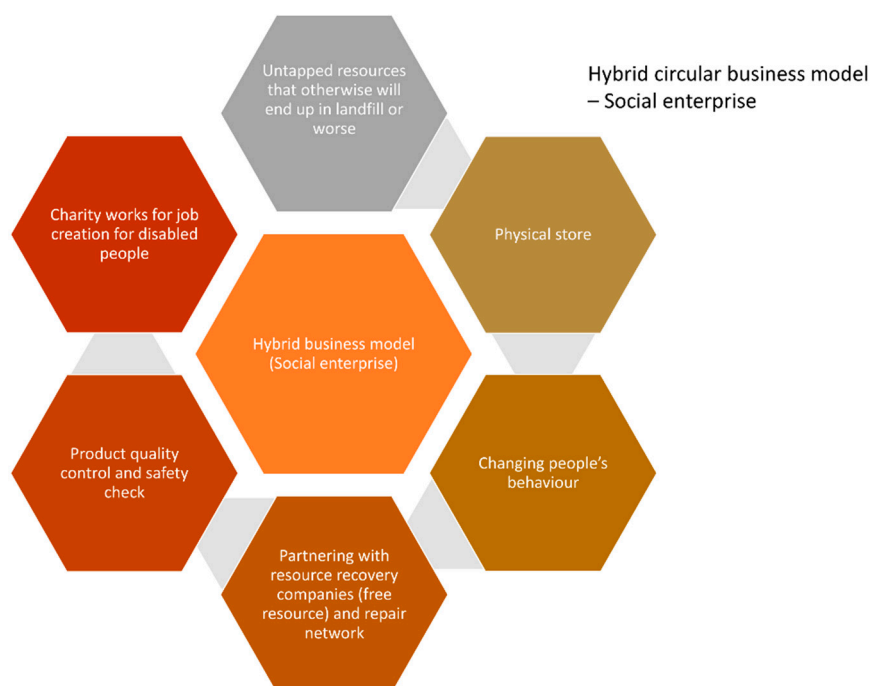 Hybrid circular business model
– Social enterprise
Untapped resources
that otherwise will
end up in landfill or
worse
Physical store
Changing people’s
behaviour
Partnering with
resource recovery
companies (free
resource) and repair
network
Product quality
control and safety
check
Charity works for job
creation for disabled
people
Hybrid business model
(Social enterprise)